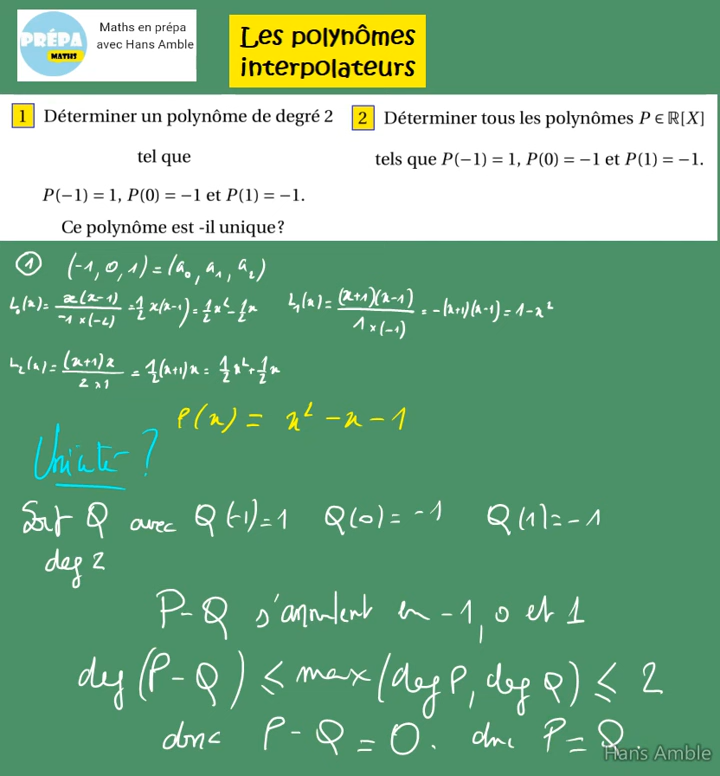 PRÉPA
MATHS
Maths en prépa
avec Hans Amble
Les polynômes
interpolateurs
1 Déterminer un polynôme de degré 2
tel que
P(−1) = 1, P(0) = −1 et P(1) = −1.
Ce polynôme est -il unique?
2 Déterminer tous les polynômes P ∈ ℝ[X]
tels que P(−1) = 1, P(0) = −1 et P(1) = −1.
① (-1, 0, 1) = (a₀, a₁, a₂)
L₀(x) = x(x-1)/(-1×(-2)) = 1/2 x(x-1) = 1/2 x² - 1/2 x
L₁(x) = (x+1)(x-1)/(1×(-1)) = -(x+1)(x-1) = 1-x²
L₂(x) = (x+1)x/(2×1) = 1/2 (x+1)x = 1/2 x² + 1/2 x
P(x) = x² - x - 1
Unicité ?
Soit Q avec Q(-1)=1 Q(0) = -1 Q(1) = -1
deg 2
P-Q s'annulent en -1, 0 et 1
deg(P-Q) ≤ max(deg P, deg Q) ≤ 2
donc P-Q = 0. donc P = Q.
Hans Amble